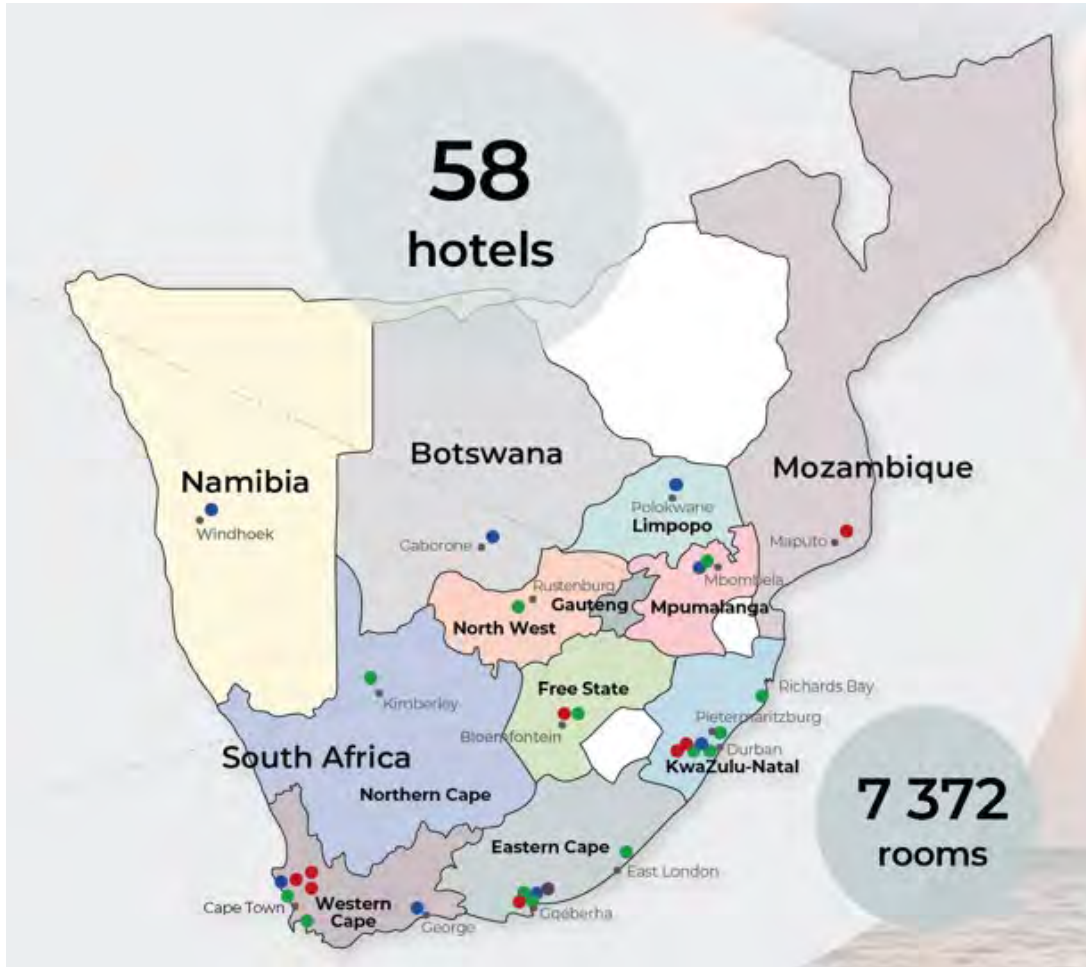 58
hotels
Namibia
Windhoek
Botswana
Gaborone
Mozambique
Maputo
Polokwane
Limpopo
Rustenburg
North West
Gauteng
Mbombela
Mpumalanga
Kimberley
South Africa
Northern Cape
Free State
Bloemfontein
Richards Bay
Pietermaritzburg
Durban
KwaZulu-Natal
Eastern Cape
East London
Gqeberha
Western
Cape
Cape Town
George
7 372
rooms